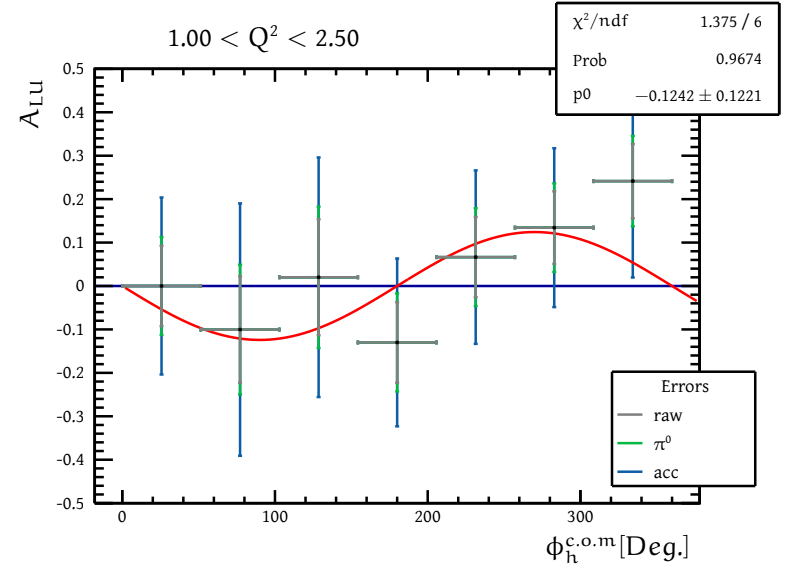 1.00 < Q² < 2.50
χ²/ndf 1.375 / 6
Prob 0.9674
p0 −0.1242 ± 0.1221
A_LU
0.5
0.4
0.3
0.2
0.1
0
-0.1
-0.2
-0.3
-0.4
-0.5
Errors
raw
π⁰
acc
0 100 200 300
ϕ_h^c.o.m[Deg.]